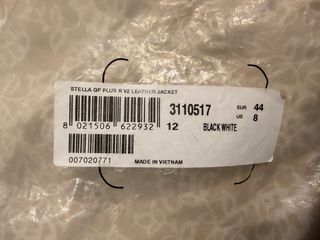 STELLA GP PLUS R V2 LEATHER JACKET
3110517 EUR 44
US 8
8 021506 622932 12 BLACK WHITE
007020771 MADE IN VIETNAM